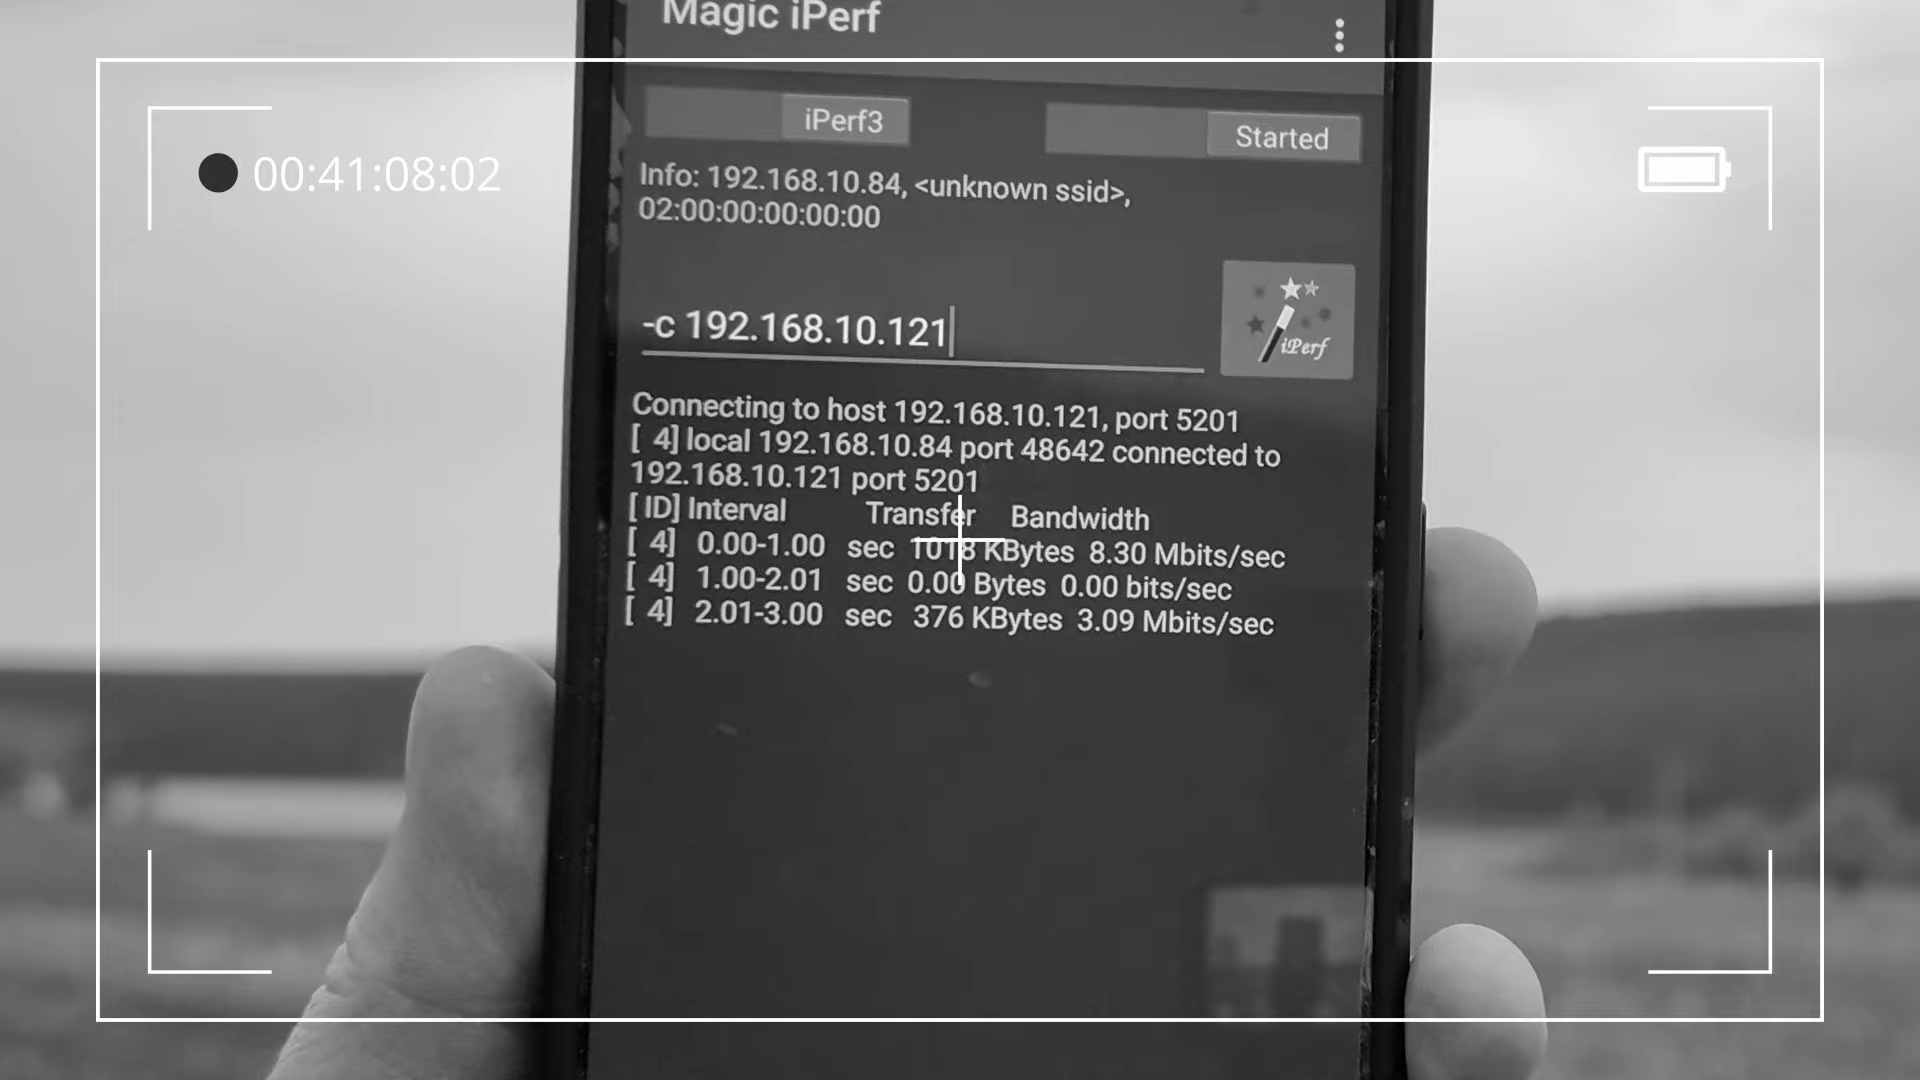 Magic iPerf
iPerf3
Started
00:41:08:02
Info: 192.168.10.84, <unknown ssid>,
02:00:00:00:00:00
-c 192.168.10.121
iPerf
Connecting to host 192.168.10.121, port 5201
[ 4] local 192.168.10.84 port 48642 connected to
192.168.10.121 port 5201
[ ID] Interval Transfer Bandwidth
[ 4] 0.00-1.00 sec 1018 KBytes 8.30 Mbits/sec
[ 4] 1.00-2.01 sec 0.00 Bytes 0.00 bits/sec
[ 4] 2.01-3.00 sec 376 KBytes 3.09 Mbits/sec